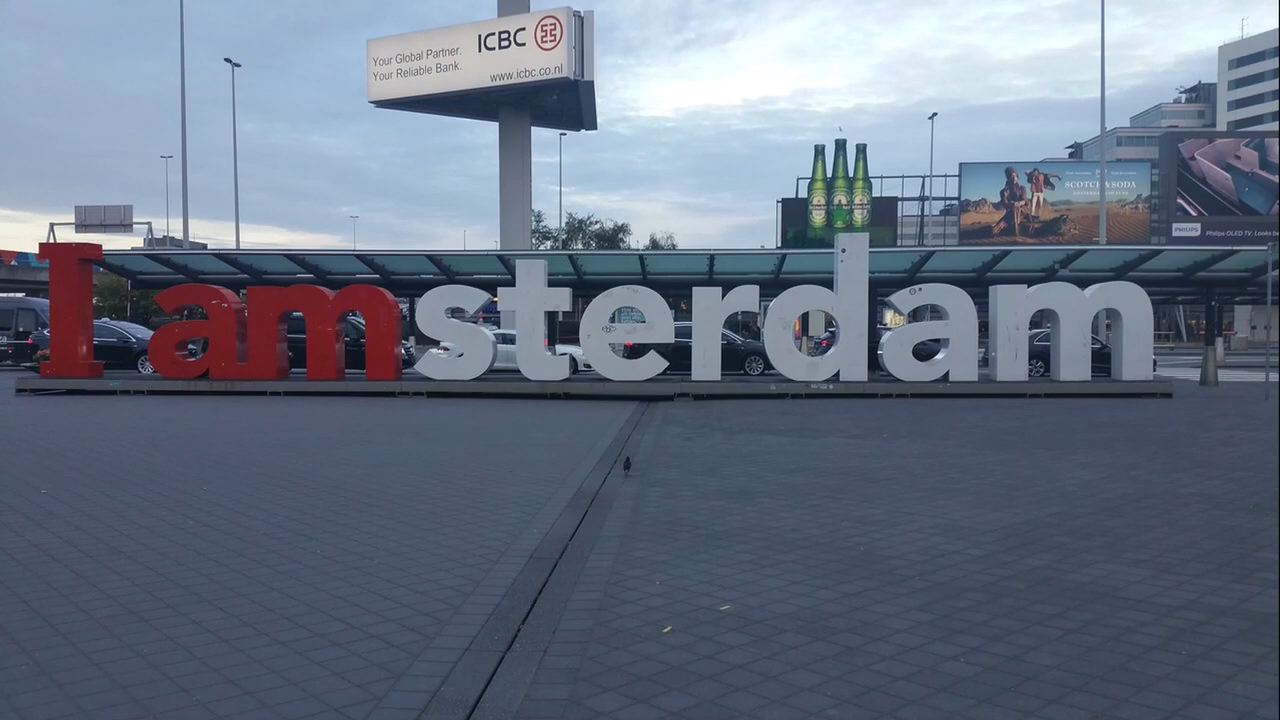 Your Global Partner.
Your Reliable Bank.
ICBC
www.icbc.co.nl
SCOTCH & SODA
PHILIPS
Philips OLED TV.
I amsterdam